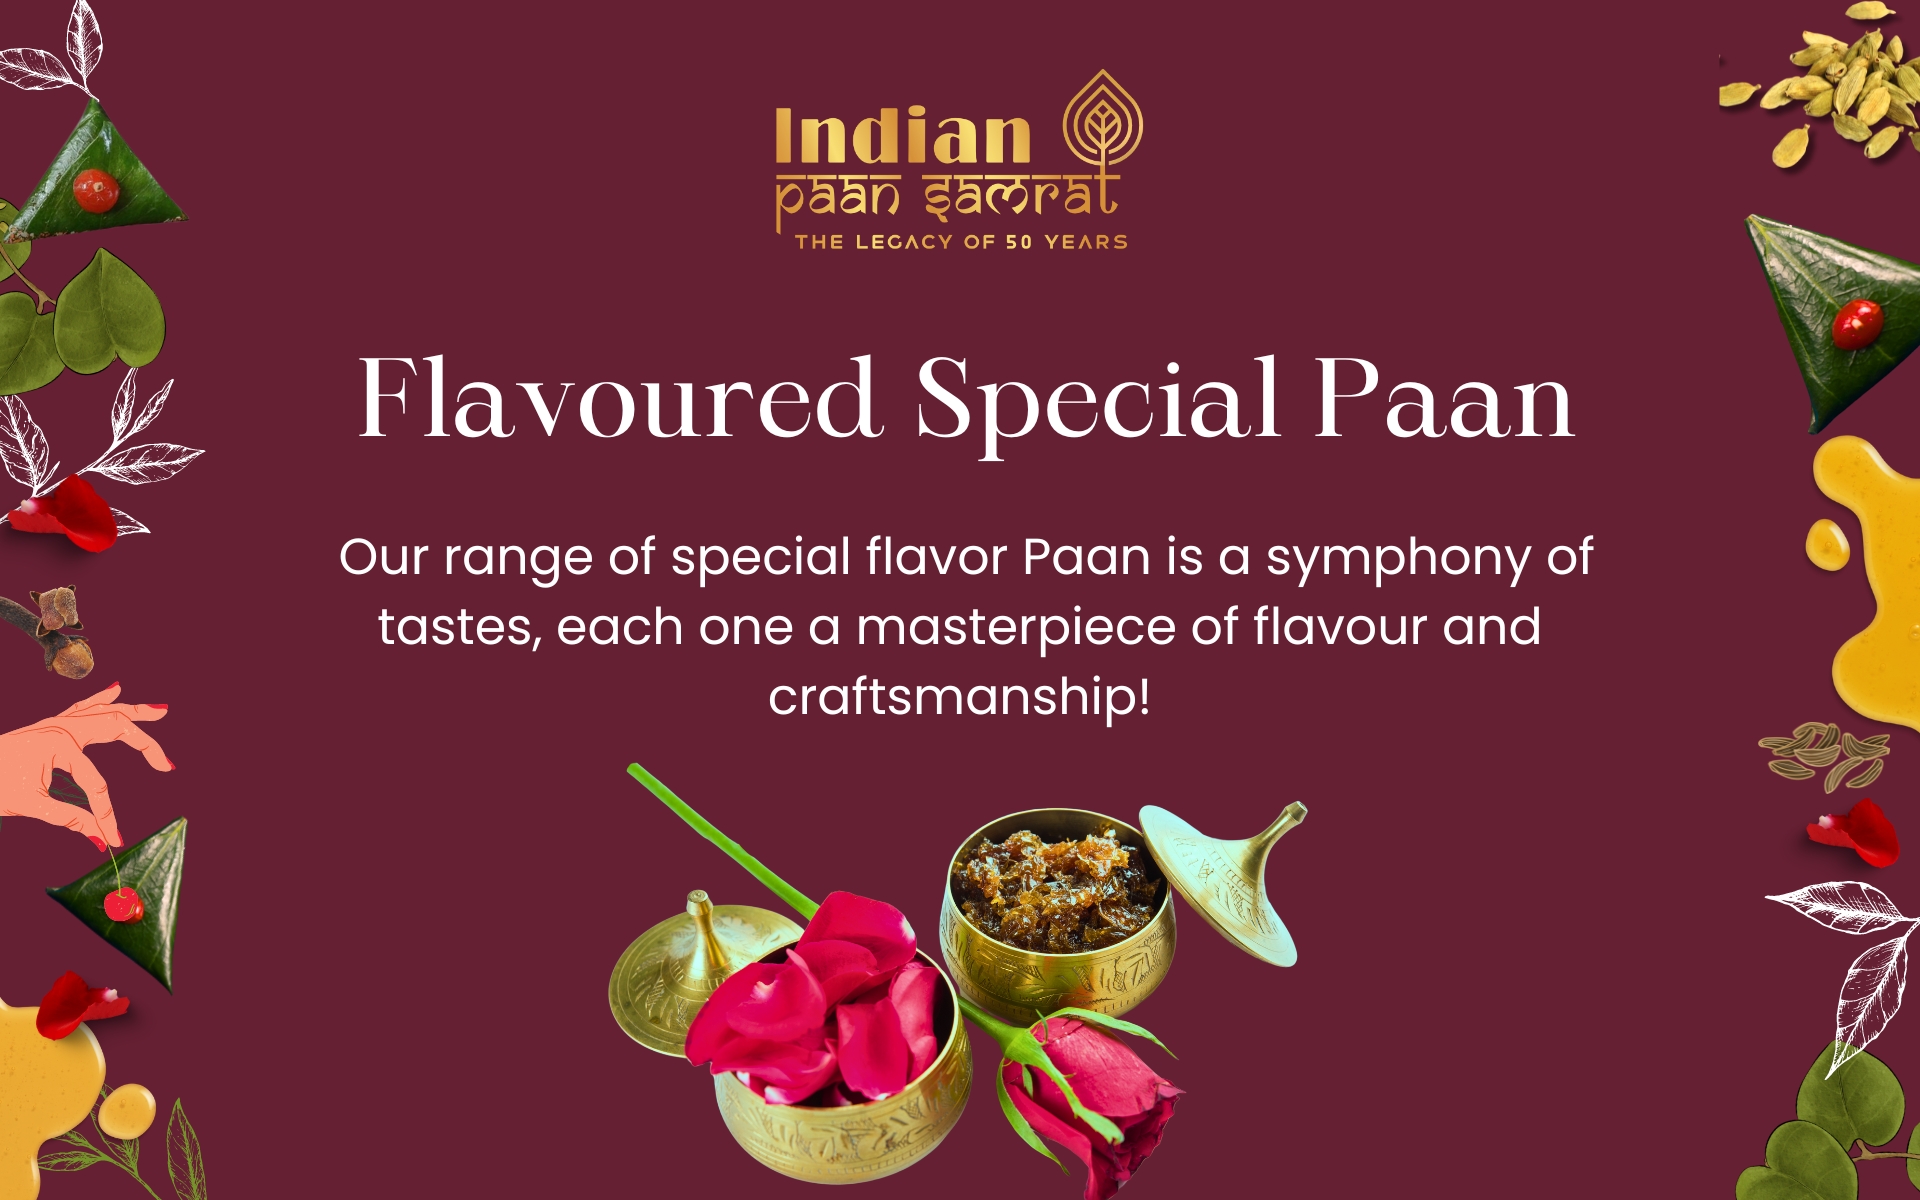 Indian
paan samrat
THE LEGACY OF 50 YEARS
Flavoured Special Paan
Our range of special flavor Paan is a symphony of
tastes, each one a masterpiece of flavour and
craftsmanship!